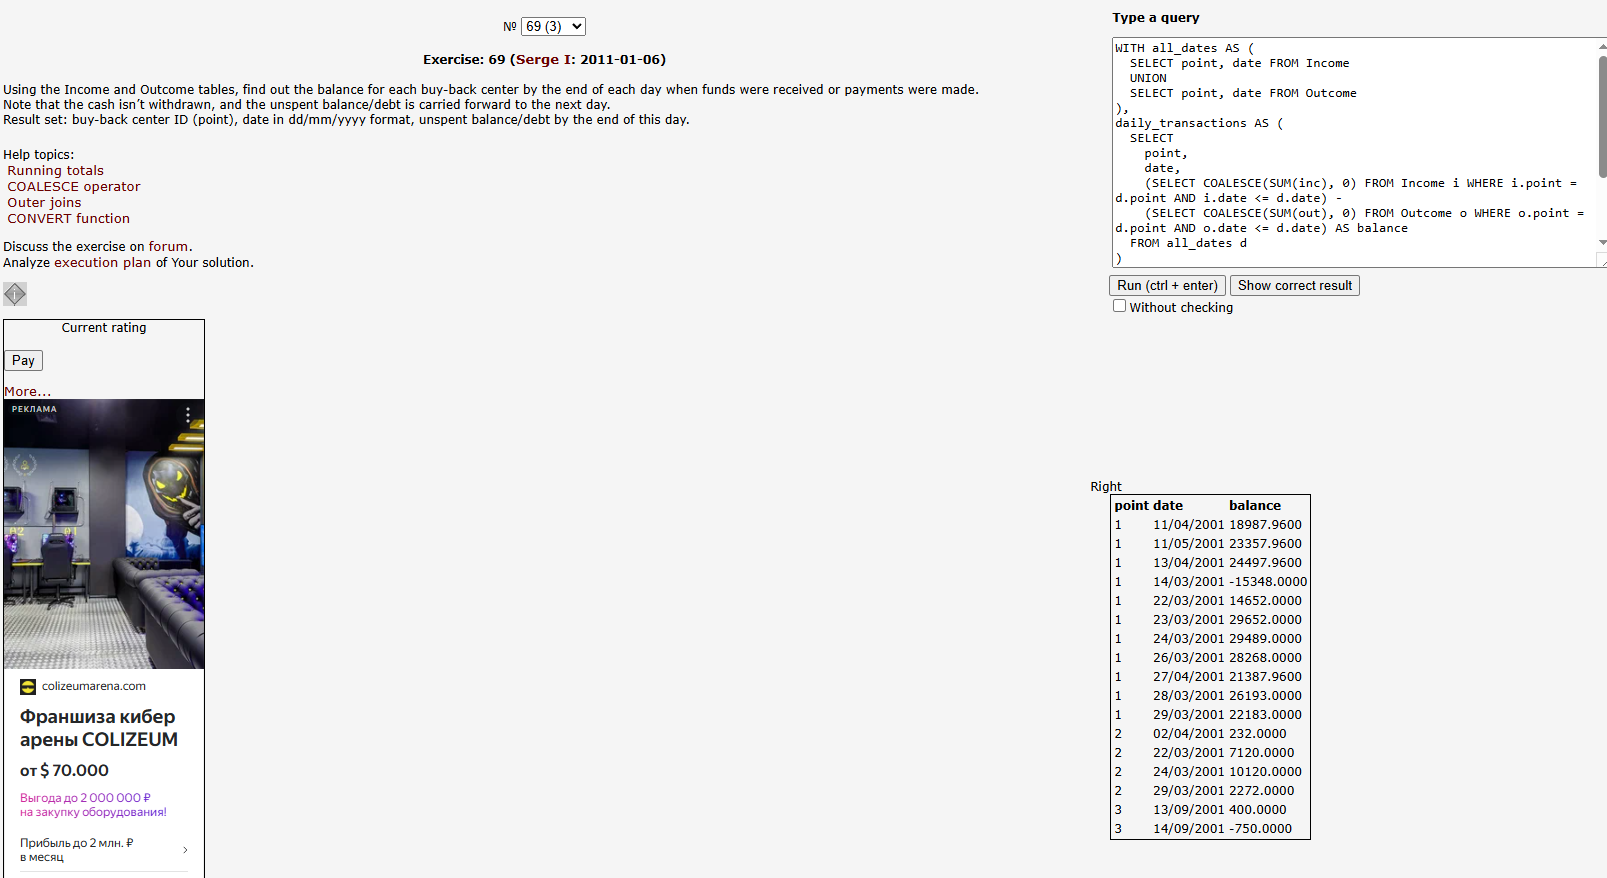 № 69 (3)
Exercise: 69 (Serge I: 2011-01-06)
Using the Income and Outcome tables, find out the balance for each buy-back center by the end of each day when funds were received or payments were made.
Note that the cash isn’t withdrawn, and the unspent balance/debt is carried forward to the next day.
Result set: buy-back center ID (point), date in dd/mm/yyyy format, unspent balance/debt by the end of this day.
Help topics:
Running totals
COALESCE operator
Outer joins
CONVERT function
Discuss the exercise on forum.
Analyze execution plan of Your solution.
Current rating
Pay
More...
РЕКЛАМА
colizeumarena.com
Франшиза кибер
арены COLIZEUM
от $ 70.000
Выгода до 2 000 000 ₽
на закупку оборудования!
Прибыль до 2 млн. ₽
в месяц
Type a query
WITH all_dates AS (
SELECT point, date FROM Income
UNION
SELECT point, date FROM Outcome
),
daily_transactions AS (
SELECT
point,
date,
(SELECT COALESCE(SUM(inc), 0) FROM Income i WHERE i.point =
d.point AND i.date <= d.date) -
(SELECT COALESCE(SUM(out), 0) FROM Outcome o WHERE o.point =
d.point AND o.date <= d.date) AS balance
FROM all_dates d
)
Run (ctrl + enter) Show correct result
Without checking
Right
point date balance
1 11/04/2001 18987.9600
1 11/05/2001 23357.9600
1 13/04/2001 24497.9600
1 14/03/2001 -15348.0000
1 22/03/2001 14652.0000
1 23/03/2001 29652.0000
1 24/03/2001 29489.0000
1 26/03/2001 28268.0000
1 27/04/2001 21387.9600
1 28/03/2001 26193.0000
1 29/03/2001 22183.0000
2 02/04/2001 232.0000
2 22/03/2001 7120.0000
2 24/03/2001 10120.0000
2 29/03/2001 2272.0000
3 13/09/2001 400.0000
3 14/09/2001 -750.0000